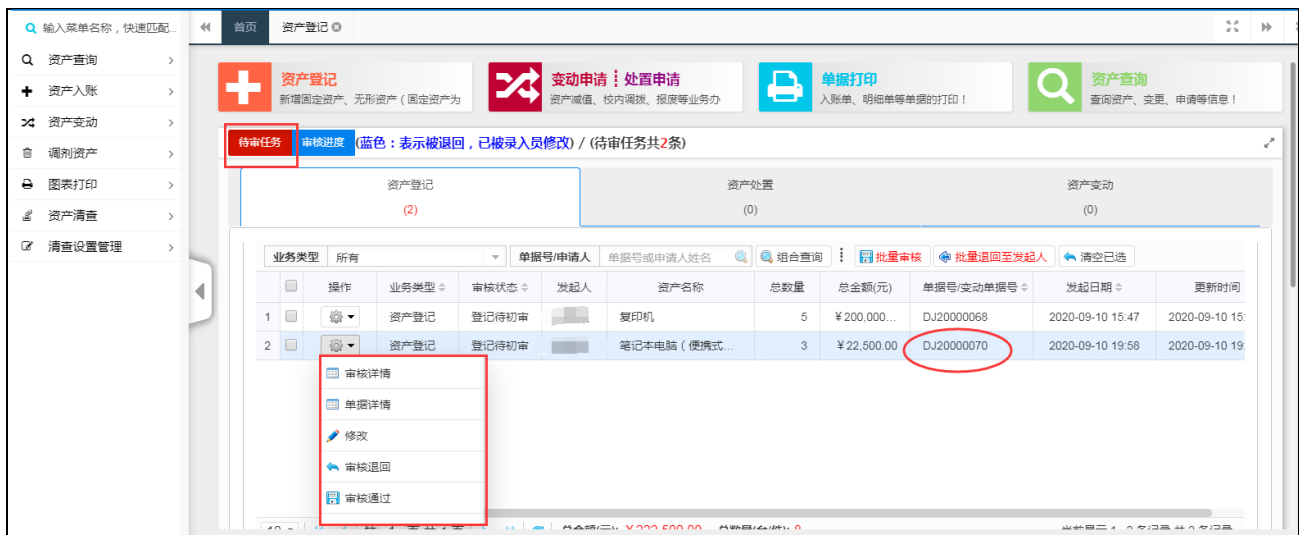 输入菜单名称，快速匹配...
首页 资产登记
资产查询
资产入账
资产变动
调剂资产
图表打印
资产清查
清查设置管理
资产登记
新增固定资产、无形资产（固定资产为
变动申请┆处置申请
资产减值、校内调拨、报废等业务办
单据打印
入账单、明细单等单据的打印！
资产查询
查询资产、变更、申请等信息！
待审任务 审核进度 (蓝色：表示被退回，已被录入员修改) / (待审任务共2条)
资产登记 资产处置 资产变动
(2) (0) (0)
业务类型 所有 单据号/申请人 单据号或申请人姓名 组合查询 批量审核 批量退回至发起人 清空已选
操作 业务类型 审核状态 发起人 资产名称 总数量 总金额(元) 单据号/变动单据号 发起日期 更新时间
1 资产登记 登记待初审 复印机 5 ¥200,000... DJ20000068 2020-09-10 15:47 2020-09-10 15:
2 资产登记 登记待初审 笔记本电脑（便携式... 3 ¥22,500.00 DJ20000070 2020-09-10 19:58 2020-09-10 19:
审核详情
单据详情
修改
审核退回
审核通过